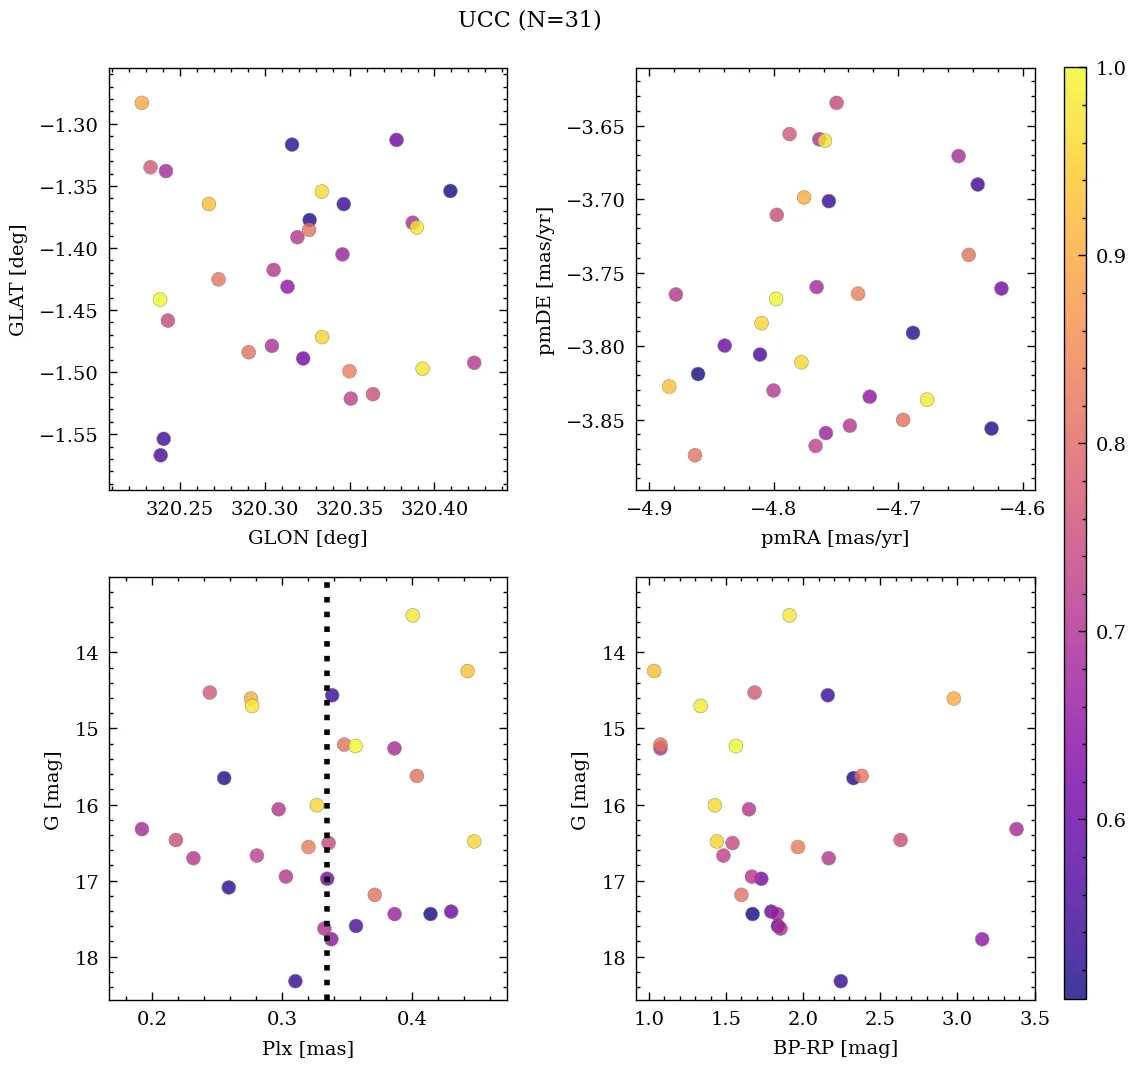 UCC (N=31)
−1.30
−1.35
−1.40
−1.45
−1.50
−1.55
GLAT [deg]
320.25 320.30 320.35 320.40
GLON [deg]
−3.65
−3.70
−3.75
−3.80
−3.85
pmDE [mas/yr]
−4.9 −4.8 −4.7 −4.6
pmRA [mas/yr]
14
15
16
17
18
G [mag]
0.2 0.3 0.4
Plx [mas]
14
15
16
17
18
G [mag]
1.0 1.5 2.0 2.5 3.0 3.5
BP-RP [mag]
1.0
0.9
0.8
0.7
0.6